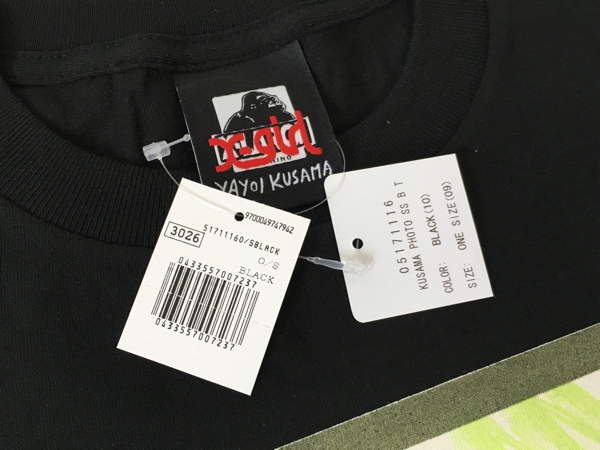 x-girl
YAYOI KUSAMA
9700049747942
3026
51711160/SBLACK
O/S
BLACK
0433557007237
0433557007237
05171116
KUSAMA PHOTO SS B T
COLOR: BLACK(10)
SIZE: ONE SIZE(09)